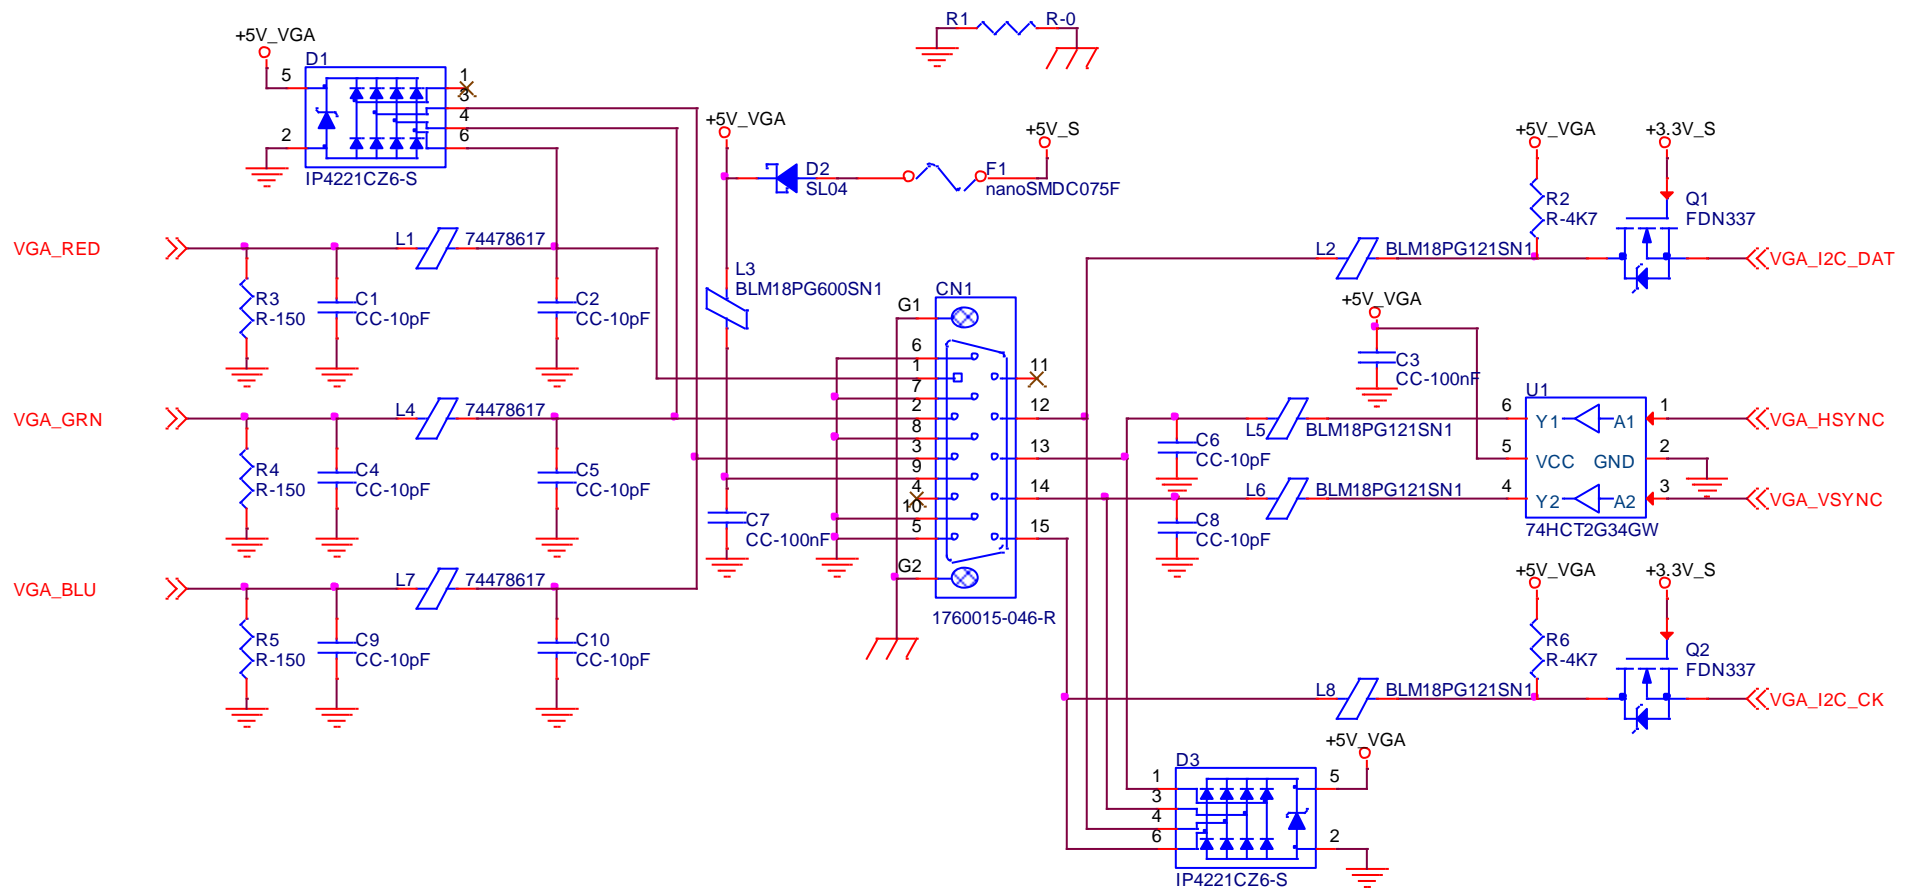 R1 R-0
+5V_VGA
D1
5 1
3
4
2 6
IP4221CZ6-S
+5V_VGA
+5V_S
D2
SL04
F1
nanoSMDC075F
+5V_VGA
+3.3V_S
R2
R-4K7
Q1
FDN337
VGA_RED
L1 74478617
L2 BLM18PG121SN1
VGA_I2C_DAT
L3
BLM18PG600SN1
R3
R-150
C1
CC-10pF
C2
CC-10pF
CN1
G1
6
1
7
2
8
3
9
4
10
5
G2
11
12
13
14
15
1760015-046-R
+5V_VGA
C3
CC-100nF
U1
6 Y1 A1 1
5 VCC GND 2
4 Y2 A2 3
74HCT2G34GW
VGA_HSYNC
VGA_VSYNC
VGA_GRN
L4 74478617
L5 BLM18PG121SN1
C6
CC-10pF
L6 BLM18PG121SN1
C8
CC-10pF
R4
R-150
C4
CC-10pF
C5
CC-10pF
C7
CC-100nF
VGA_BLU
L7 74478617
R5
R-150
C9
CC-10pF
C10
CC-10pF
+5V_VGA
+3.3V_S
R6
R-4K7
Q2
FDN337
L8 BLM18PG121SN1
VGA_I2C_CK
+5V_VGA
D3
1 5
3
4
6 2
IP4221CZ6-S